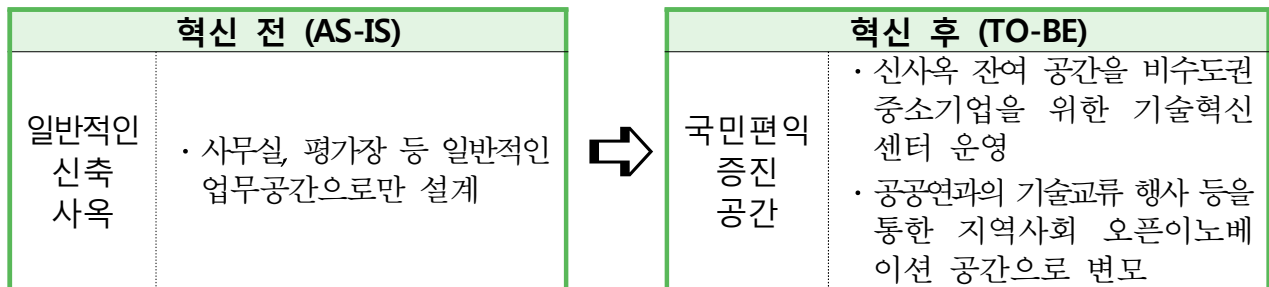 혁신 전 (AS-IS)
일반적인
신축
사옥
· 사무실, 평가장 등 일반적인
업무공간으로만 설계
혁신 후 (TO-BE)
국민편익
증진
공간
· 신사옥 잔여 공간을 비수도권
중소기업을 위한 기술혁신
센터 운영
· 공공연과의 기술교류 행사 등을
통한 지역사회 오픈이노베
이션 공간으로 변모